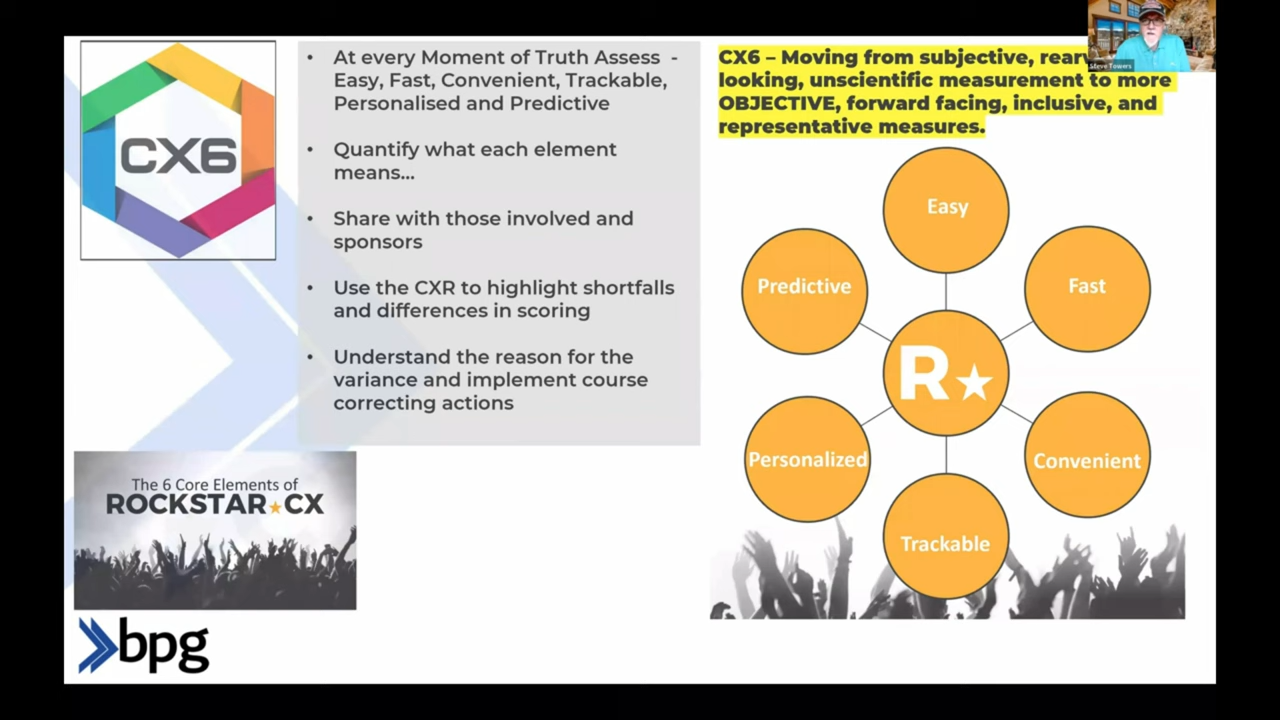 CX6
At every Moment of Truth Assess -
Easy, Fast, Convenient, Trackable,
Personalised and Predictive
Quantify what each element
means...
Share with those involved and
sponsors
Use the CXR to highlight shortfalls
and differences in scoring
Understand the reason for the
variance and implement course
correcting actions
The 6 Core Elements of
ROCKSTAR★CX
bpg
CX6 – Moving from subjective,
looking, unscientific measurement to more
OBJECTIVE, forward facing, inclusive, and
representative measures.
Steve Towers
Easy
Fast
Convenient
Trackable
Personalized
Predictive
R★